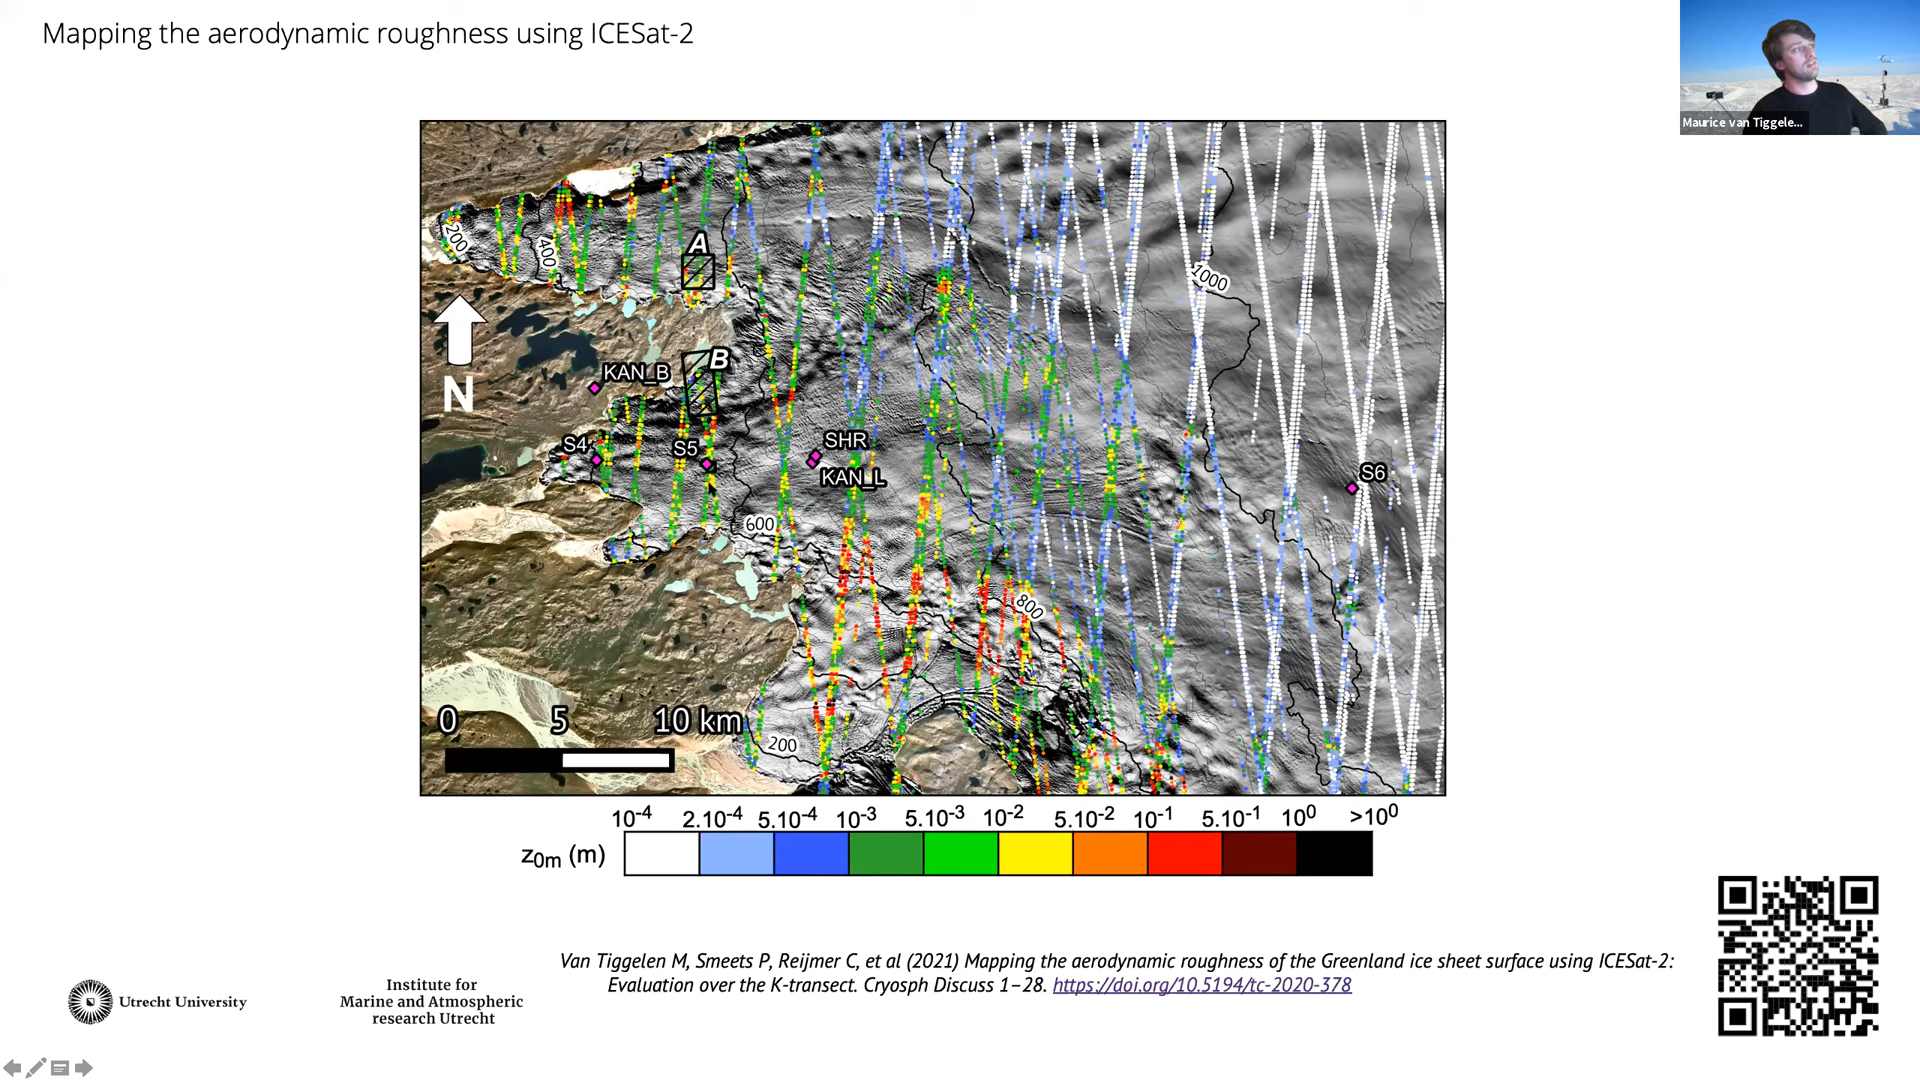 Mapping the aerodynamic roughness using ICESat-2
Maurice van Tiggele...
200
400
A
1000
N
KAN_B
B
S4
S5
SHR
KAN_L
S6
600
800
0 5 10 km
200
10-4 2.10-4 5.10-4 10-3 5.10-3 10-2 5.10-2 10-1 5.10-1 100 >100
z0m (m)
Van Tiggelen M, Smeets P, Reijmer C, et al (2021) Mapping the aerodynamic roughness of the Greenland ice sheet surface using ICESat-2:
Evaluation over the K-transect. Cryosph Discuss 1–28. https://doi.org/10.5194/tc-2020-378
Utrecht University
Institute for
Marine and Atmospheric
research Utrecht